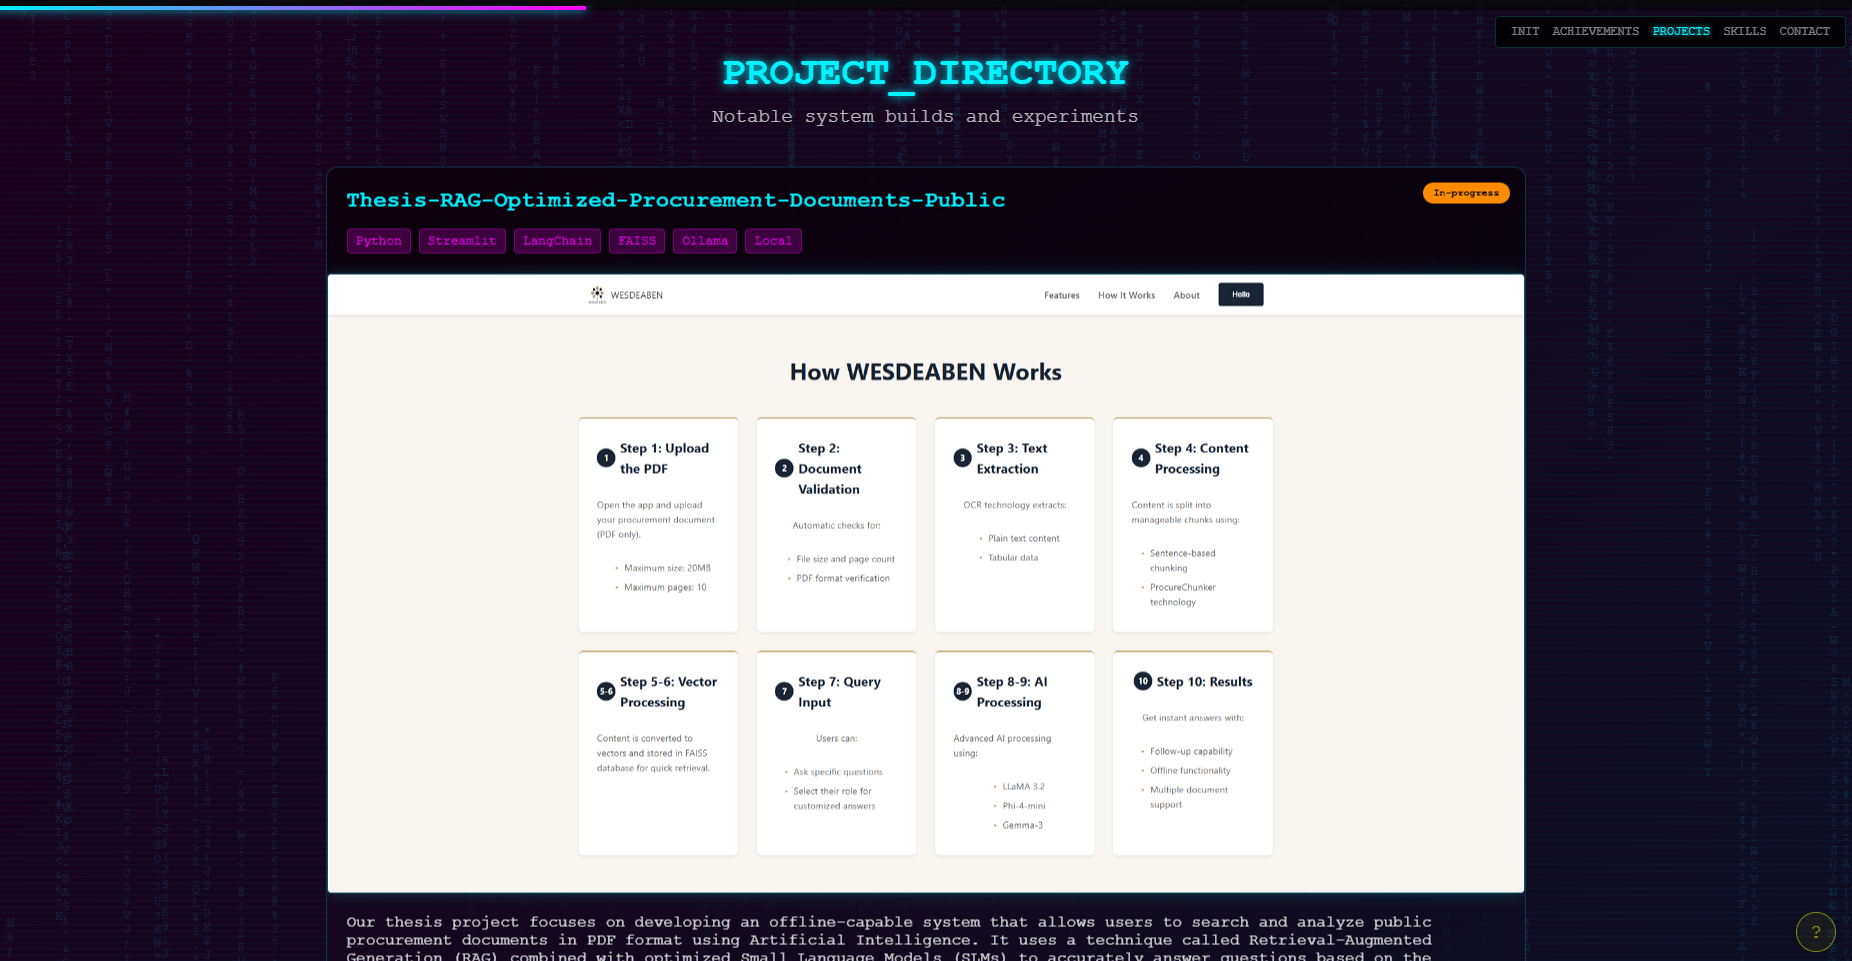 INIT ACHIEVEMENTS PROJECTS SKILLS CONTACT
PROJECT_DIRECTORY
Notable system builds and experiments
Thesis-RAG-Optimized-Procurement-Documents-Public
In-progress
Python Streamlit LangChain FAISS Ollama Local
WESDEABEN
Features How It Works About Hello
How WESDEABEN Works
1 Step 1: Upload
the PDF
Open the app and upload
your procurement document
(PDF only).
• Maximum size: 20MB
• Maximum pages: 10
2 Step 2:
Document
Validation
Automatic checks for:
• File size and page count
• PDF format verification
3 Step 3: Text
Extraction
OCR technology extracts:
• Plain text content
• Tabular data
4 Step 4: Content
Processing
Content is split into
manageable chunks using:
• Sentence-based
chunking
• ProcureChunker
technology
5-6 Step 5-6: Vector
Processing
Content is converted to
vectors and stored in FAISS
database for quick retrieval.
7 Step 7: Query
Input
Users can:
• Ask specific questions
• Select their role for
customized answers
8-9 Step 8-9: AI
Processing
Advanced AI processing
using:
• LLaMA 3.2
• Phi-4-mini
• Gemma-3
10 Step 10: Results
Get instant answers with:
• Follow-up capability
• Offline functionality
• Multiple document
support
Our thesis project focuses on developing an offline-capable system that allows users to search and analyze public
procurement documents in PDF format using Artificial Intelligence. It uses a technique called Retrieval-Augmented
Generation (RAG) combined with optimized Small Language Models (SLMs) to accurately answer questions based on the
?